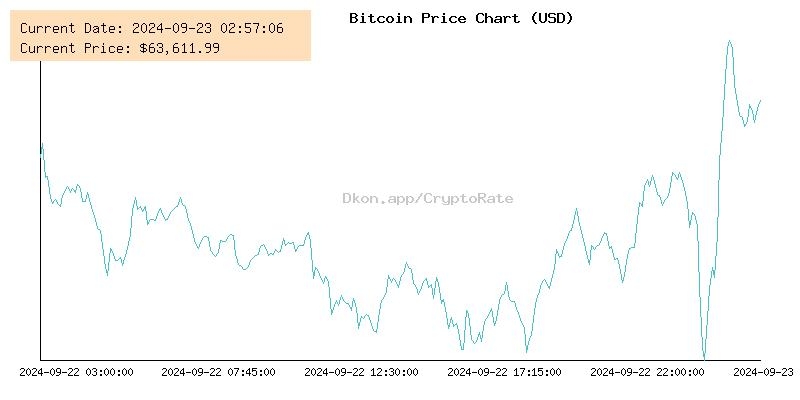 Bitcoin Price Chart (USD)
Current Date: 2024-09-23 02:57:06
Current Price: $63,611.99
Dkon.app/CryptoRate
2024-09-22 03:00:00 2024-09-22 07:45:00 2024-09-22 12:30:00 2024-09-22 17:15:00 2024-09-22 22:00:00 2024-09-23